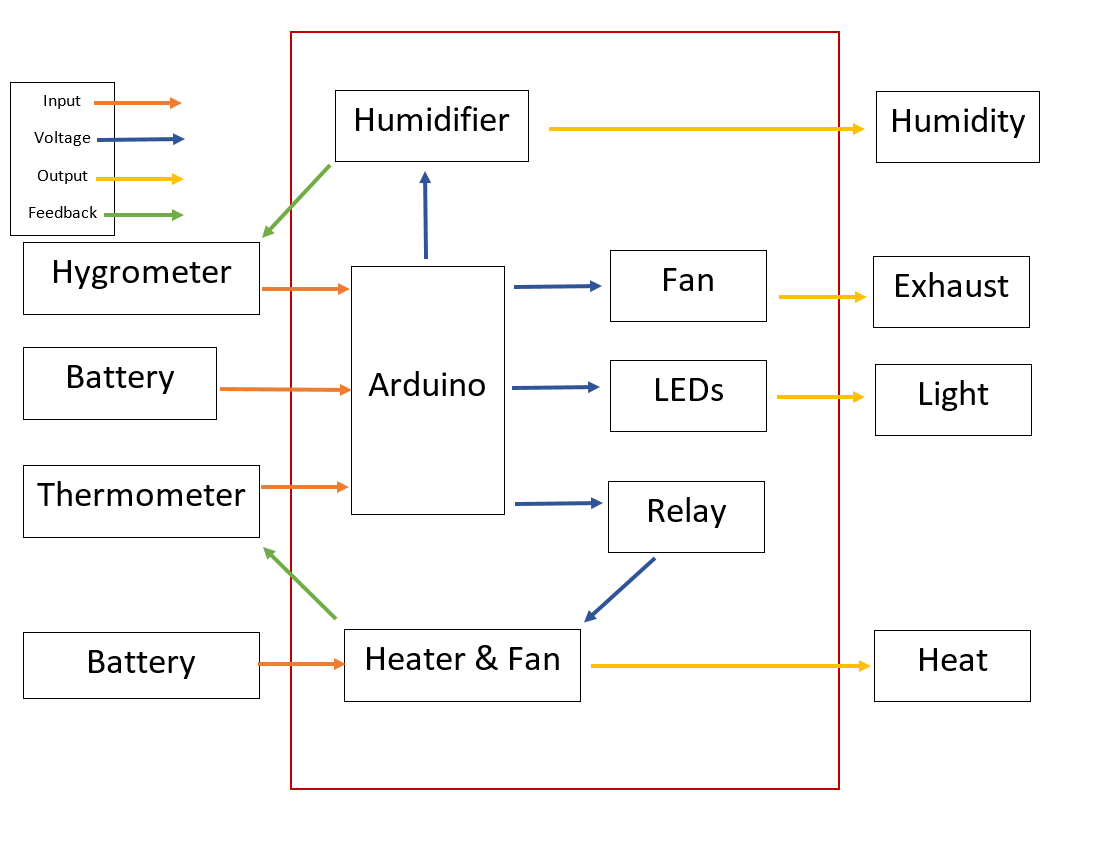 Input
Voltage
Output
Feedback
Humidifier
Humidity
Hygrometer
Fan
Exhaust
Battery
Arduino
LEDs
Light
Thermometer
Relay
Battery
Heater & Fan
Heat